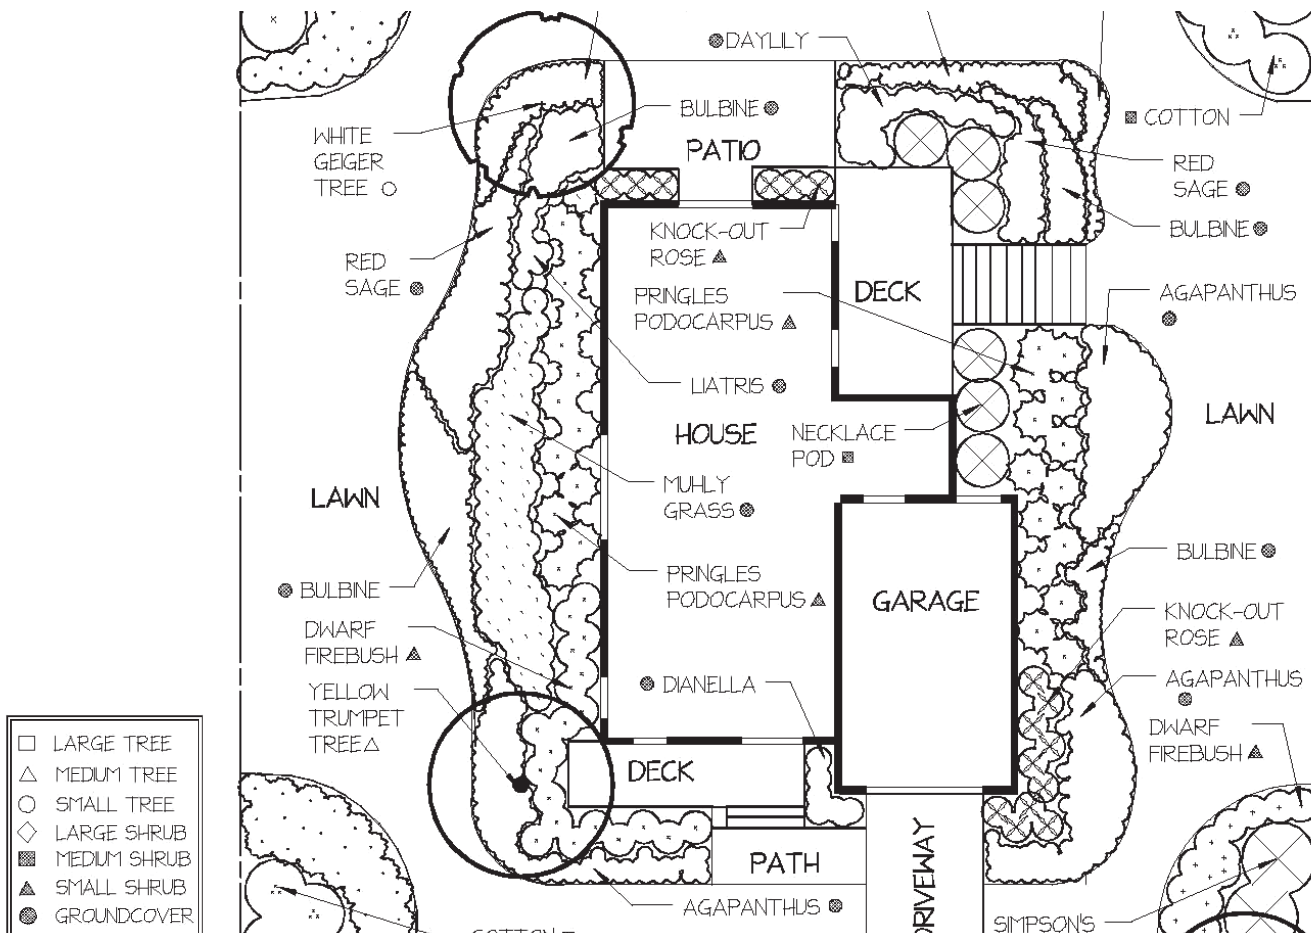 DAYLILY
BULBINE
COTTON
WHITE
GEIGER
TREE
PATIO
RED
SAGE
KNOCK-OUT
ROSE
BULBINE
RED
SAGE
PRINGLES
PODOCARPUS
DECK
AGAPANTHUS
LIATRIS
HOUSE
NECKLACE
POD
LAWN
LAWN
MUHLY
GRASS
BULBINE
PRINGLES
PODOCARPUS
BULBINE
GARAGE
KNOCK-OUT
ROSE
DWARF
FIREBUSH
DIANELLA
AGAPANTHUS
YELLOW
TRUMPET
TREE
DWARF
FIREBUSH
DECK
LARGE TREE
MEDIUM TREE
SMALL TREE
LARGE SHRUB
MEDIUM SHRUB
SMALL SHRUB
GROUNDCOVER
PATH
DRIVEWAY
AGAPANTHUS
SIMPSON'S